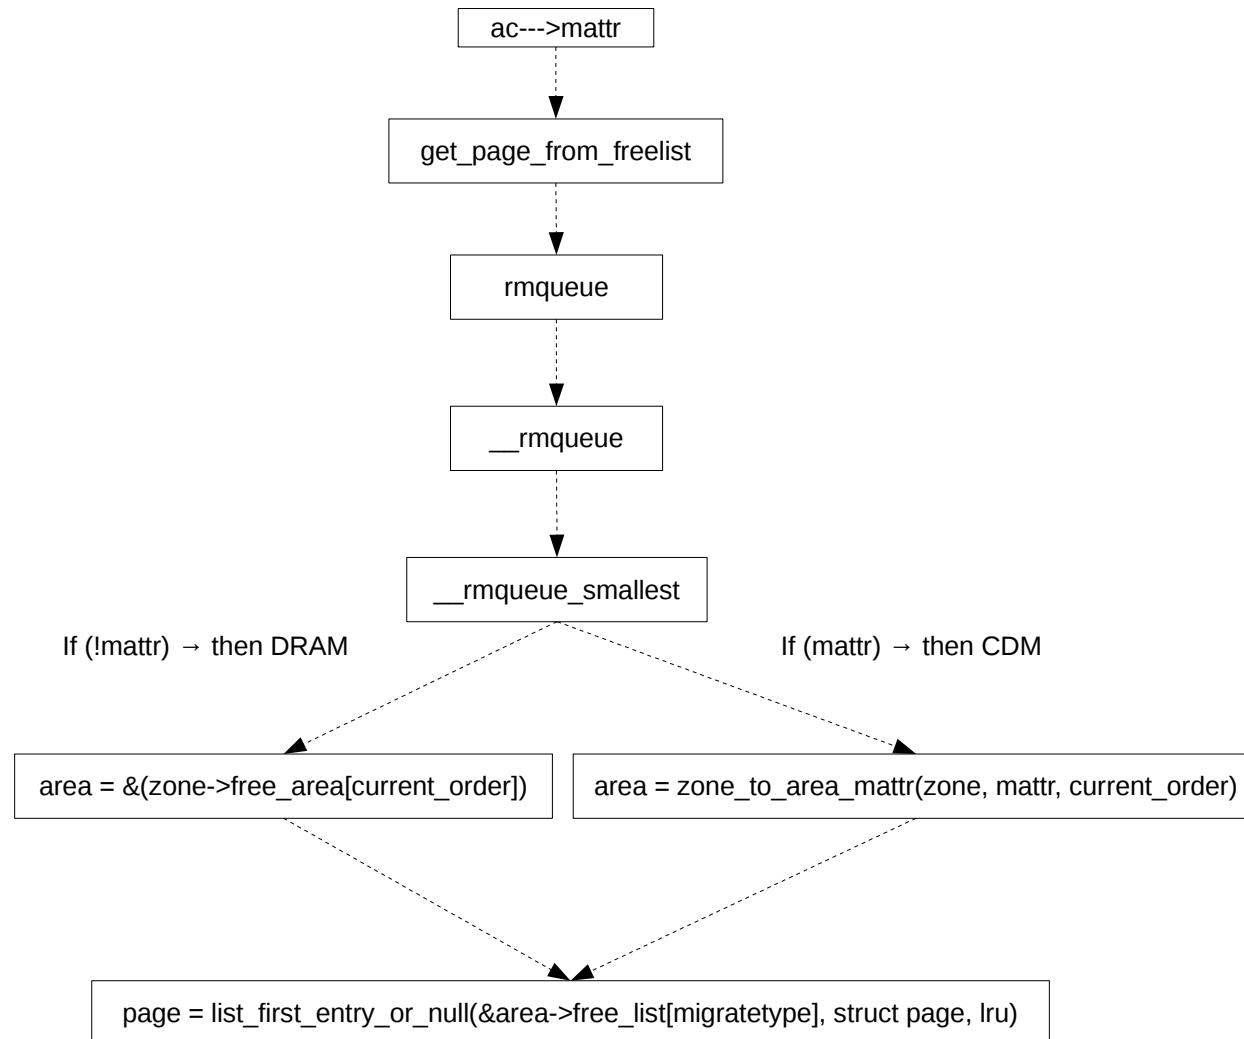 ac--->mattr
get_page_from_freelist
rmqueue
__rmqueue
__rmqueue_smallest
If (!mattr) → then DRAM
If (mattr) → then CDM
area = &(zone->free_area[current_order])
area = zone_to_area_mattr(zone, mattr, current_order)
page = list_first_entry_or_null(&area->free_list[migratetype], struct page, lru)